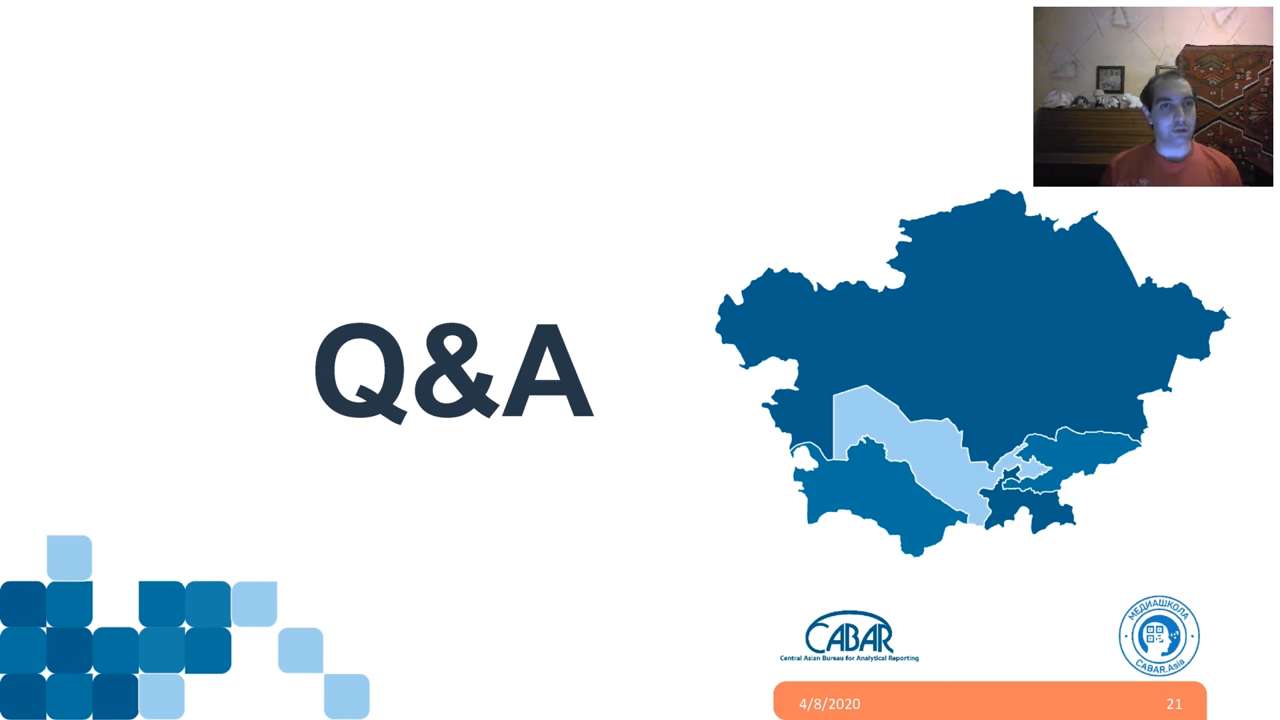 Q&A
CABAR
Central Asian Bureau for Analytical Reporting
МЕДИАШКОЛА
CABAR.Asia
4/8/2020
21